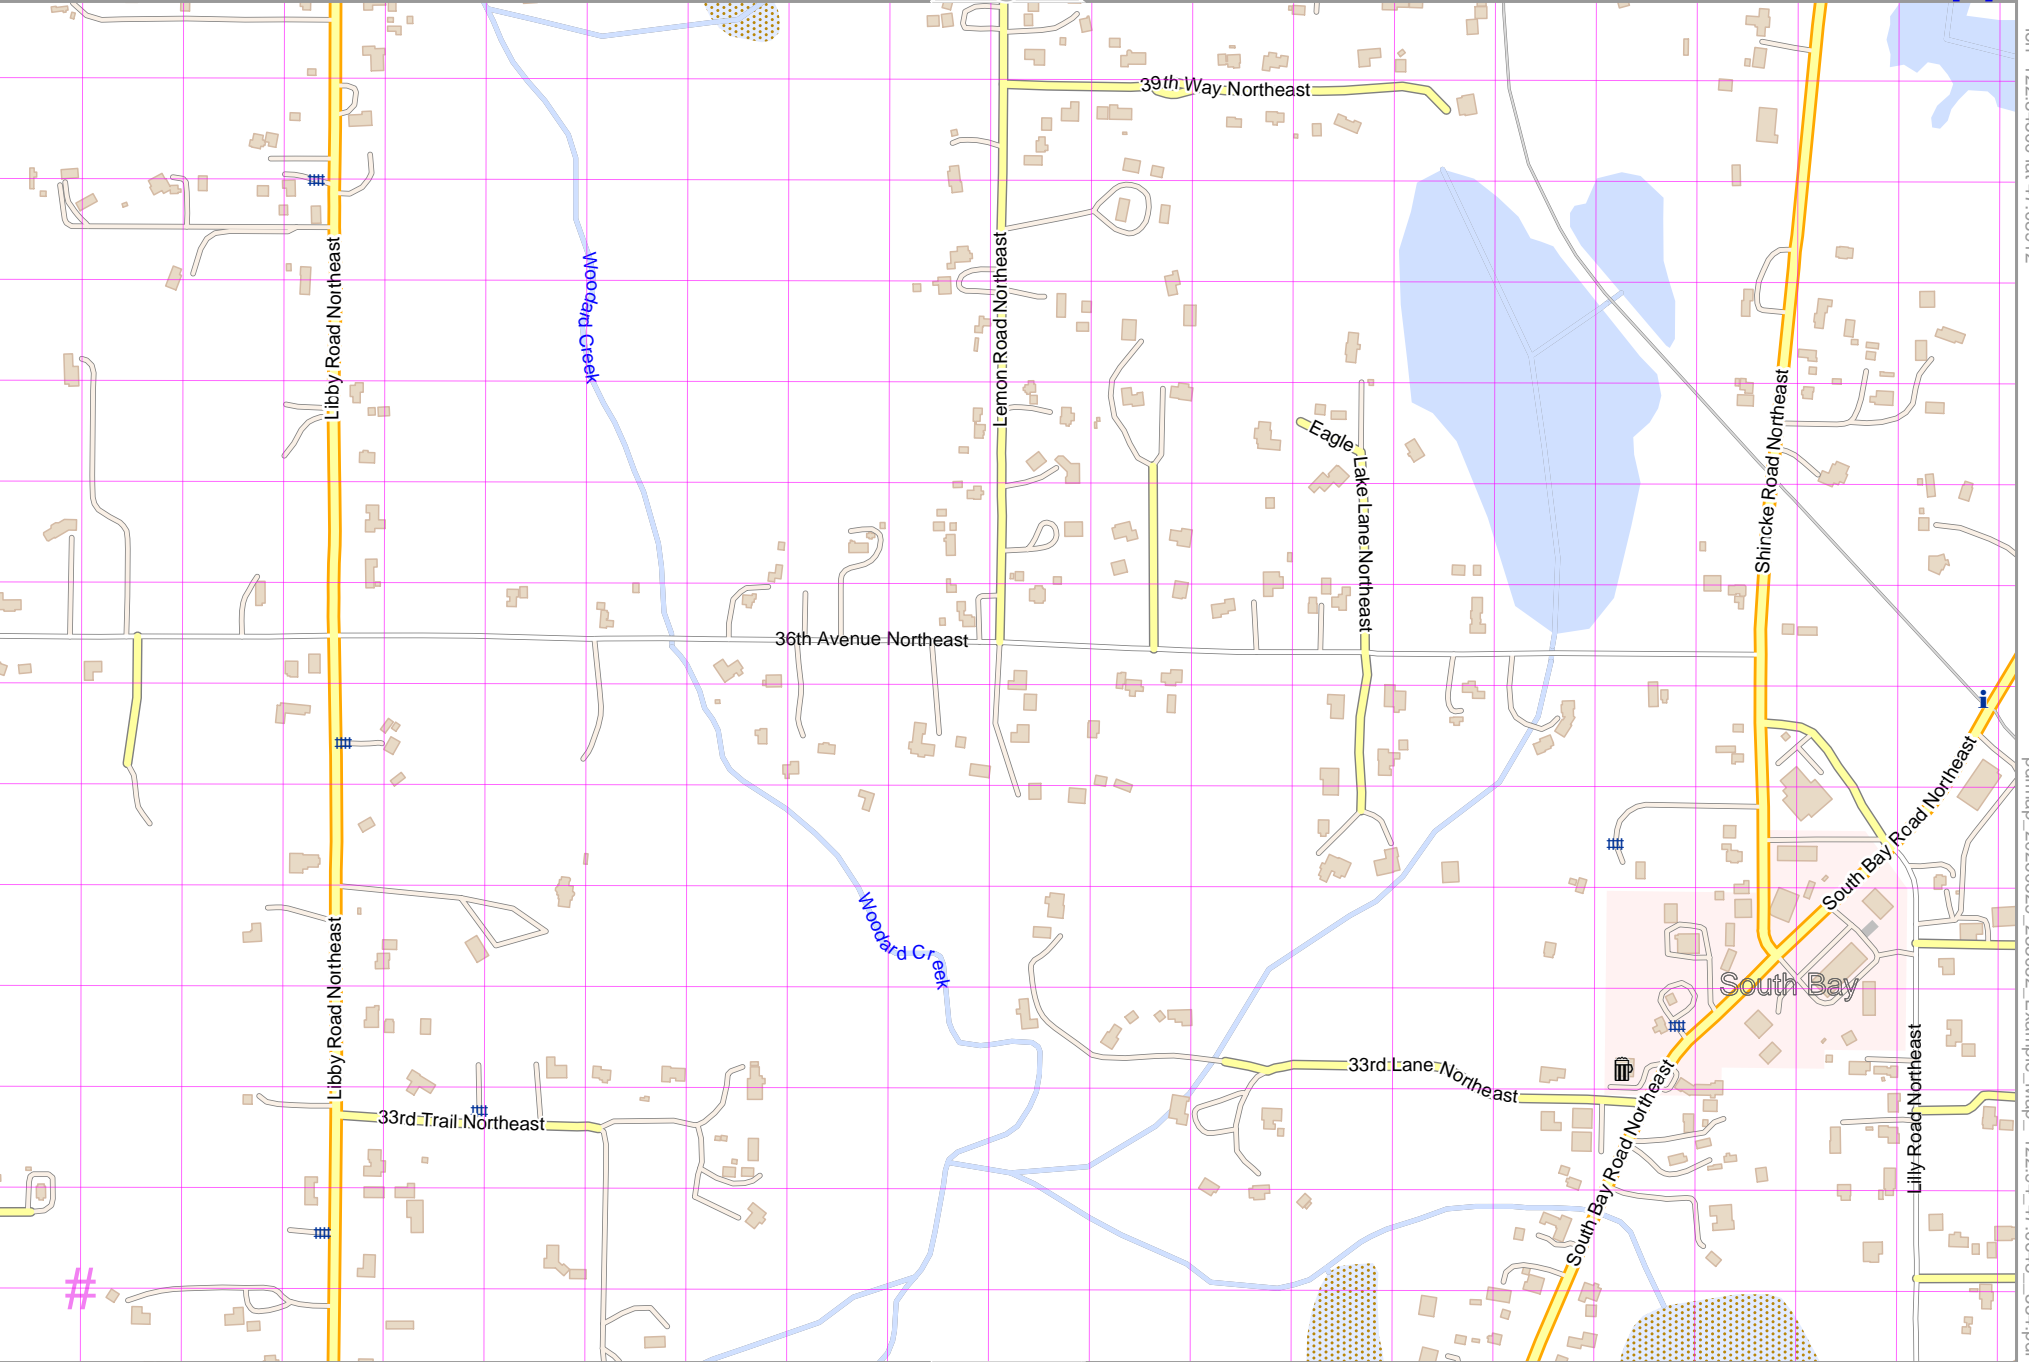 39th Way Northeast
Libby Road Northeast
Woodard Creek
Lemon Road Northeast
Shincke Road Northeast
Eagle Lake Lane Northeast
36th Avenue Northeast
i
South Bay Road Northeast
Woodard Creek
Libby Road Northeast
South Bay
33rd Lane Northeast
Lilly Road Northeast
33rd Trail Northeast
South Bay Road Northeast
#